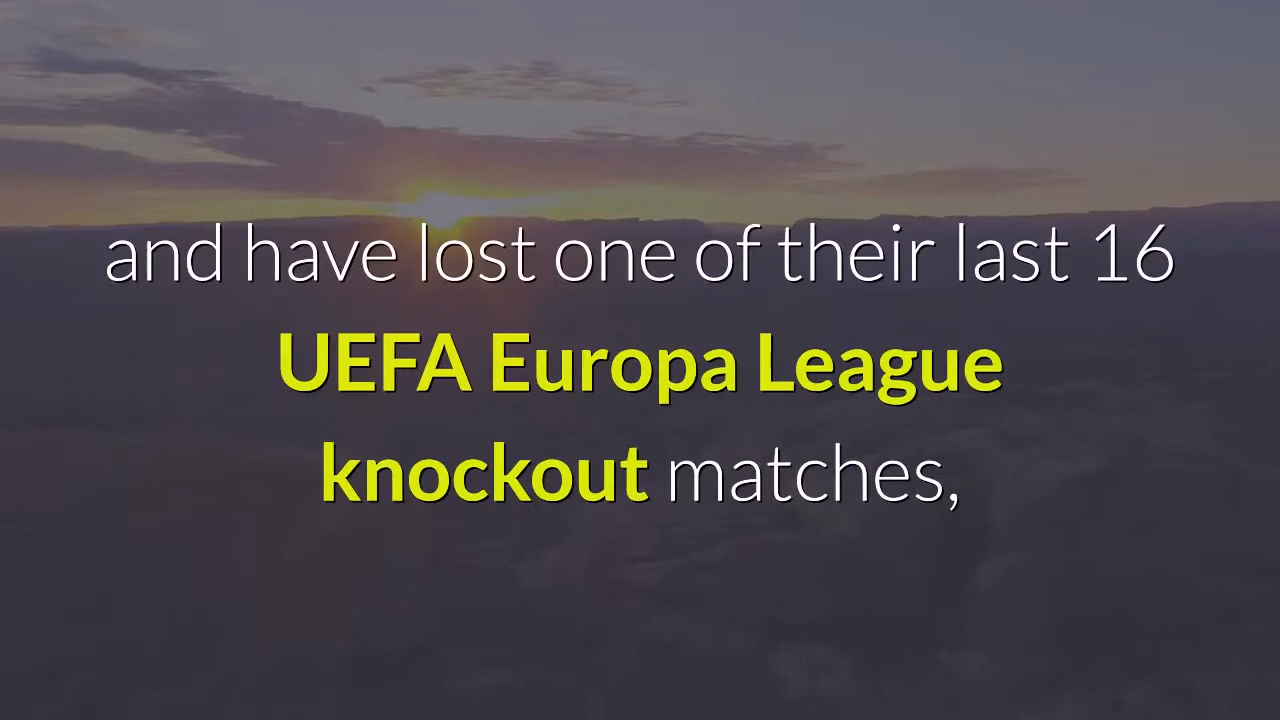 and have lost one of their last 16
UEFA Europa League
knockout matches,